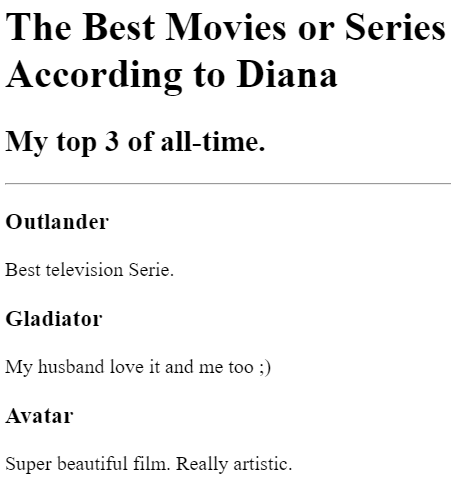 The Best Movies or Series
According to Diana
My top 3 of all-time.
Outlander
Best television Serie.
Gladiator
My husband love it and me too ;)
Avatar
Super beautiful film. Really artistic.